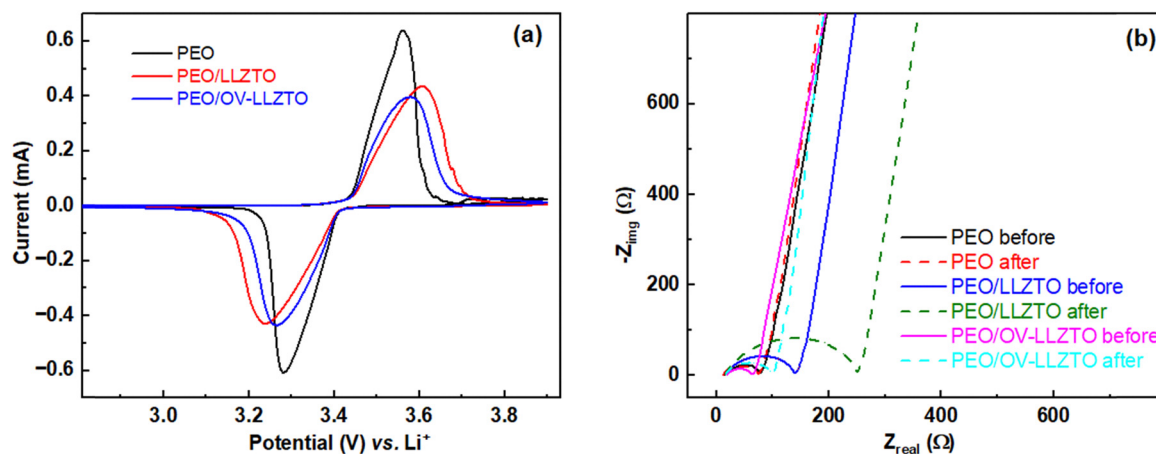 (a)
PEO
PEO/LLZTO
PEO/OV-LLZTO
0.6
0.4
0.2
0.0
−0.2
−0.4
−0.6
Current (mA)
3.0 3.2 3.4 3.6 3.8
Potential (V) vs. Li⁺
(b)
600
400
200
0
-Z_img (Ω)
PEO before
PEO after
PEO/LLZTO before
PEO/LLZTO after
PEO/OV-LLZTO before
PEO/OV-LLZTO after
0 200 400 600
Z_real (Ω)